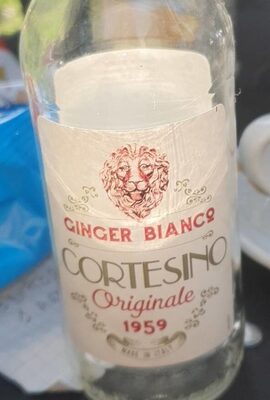 GINGER BIANCO
CORTESINO
Originale
1959
MADE IN ITALY